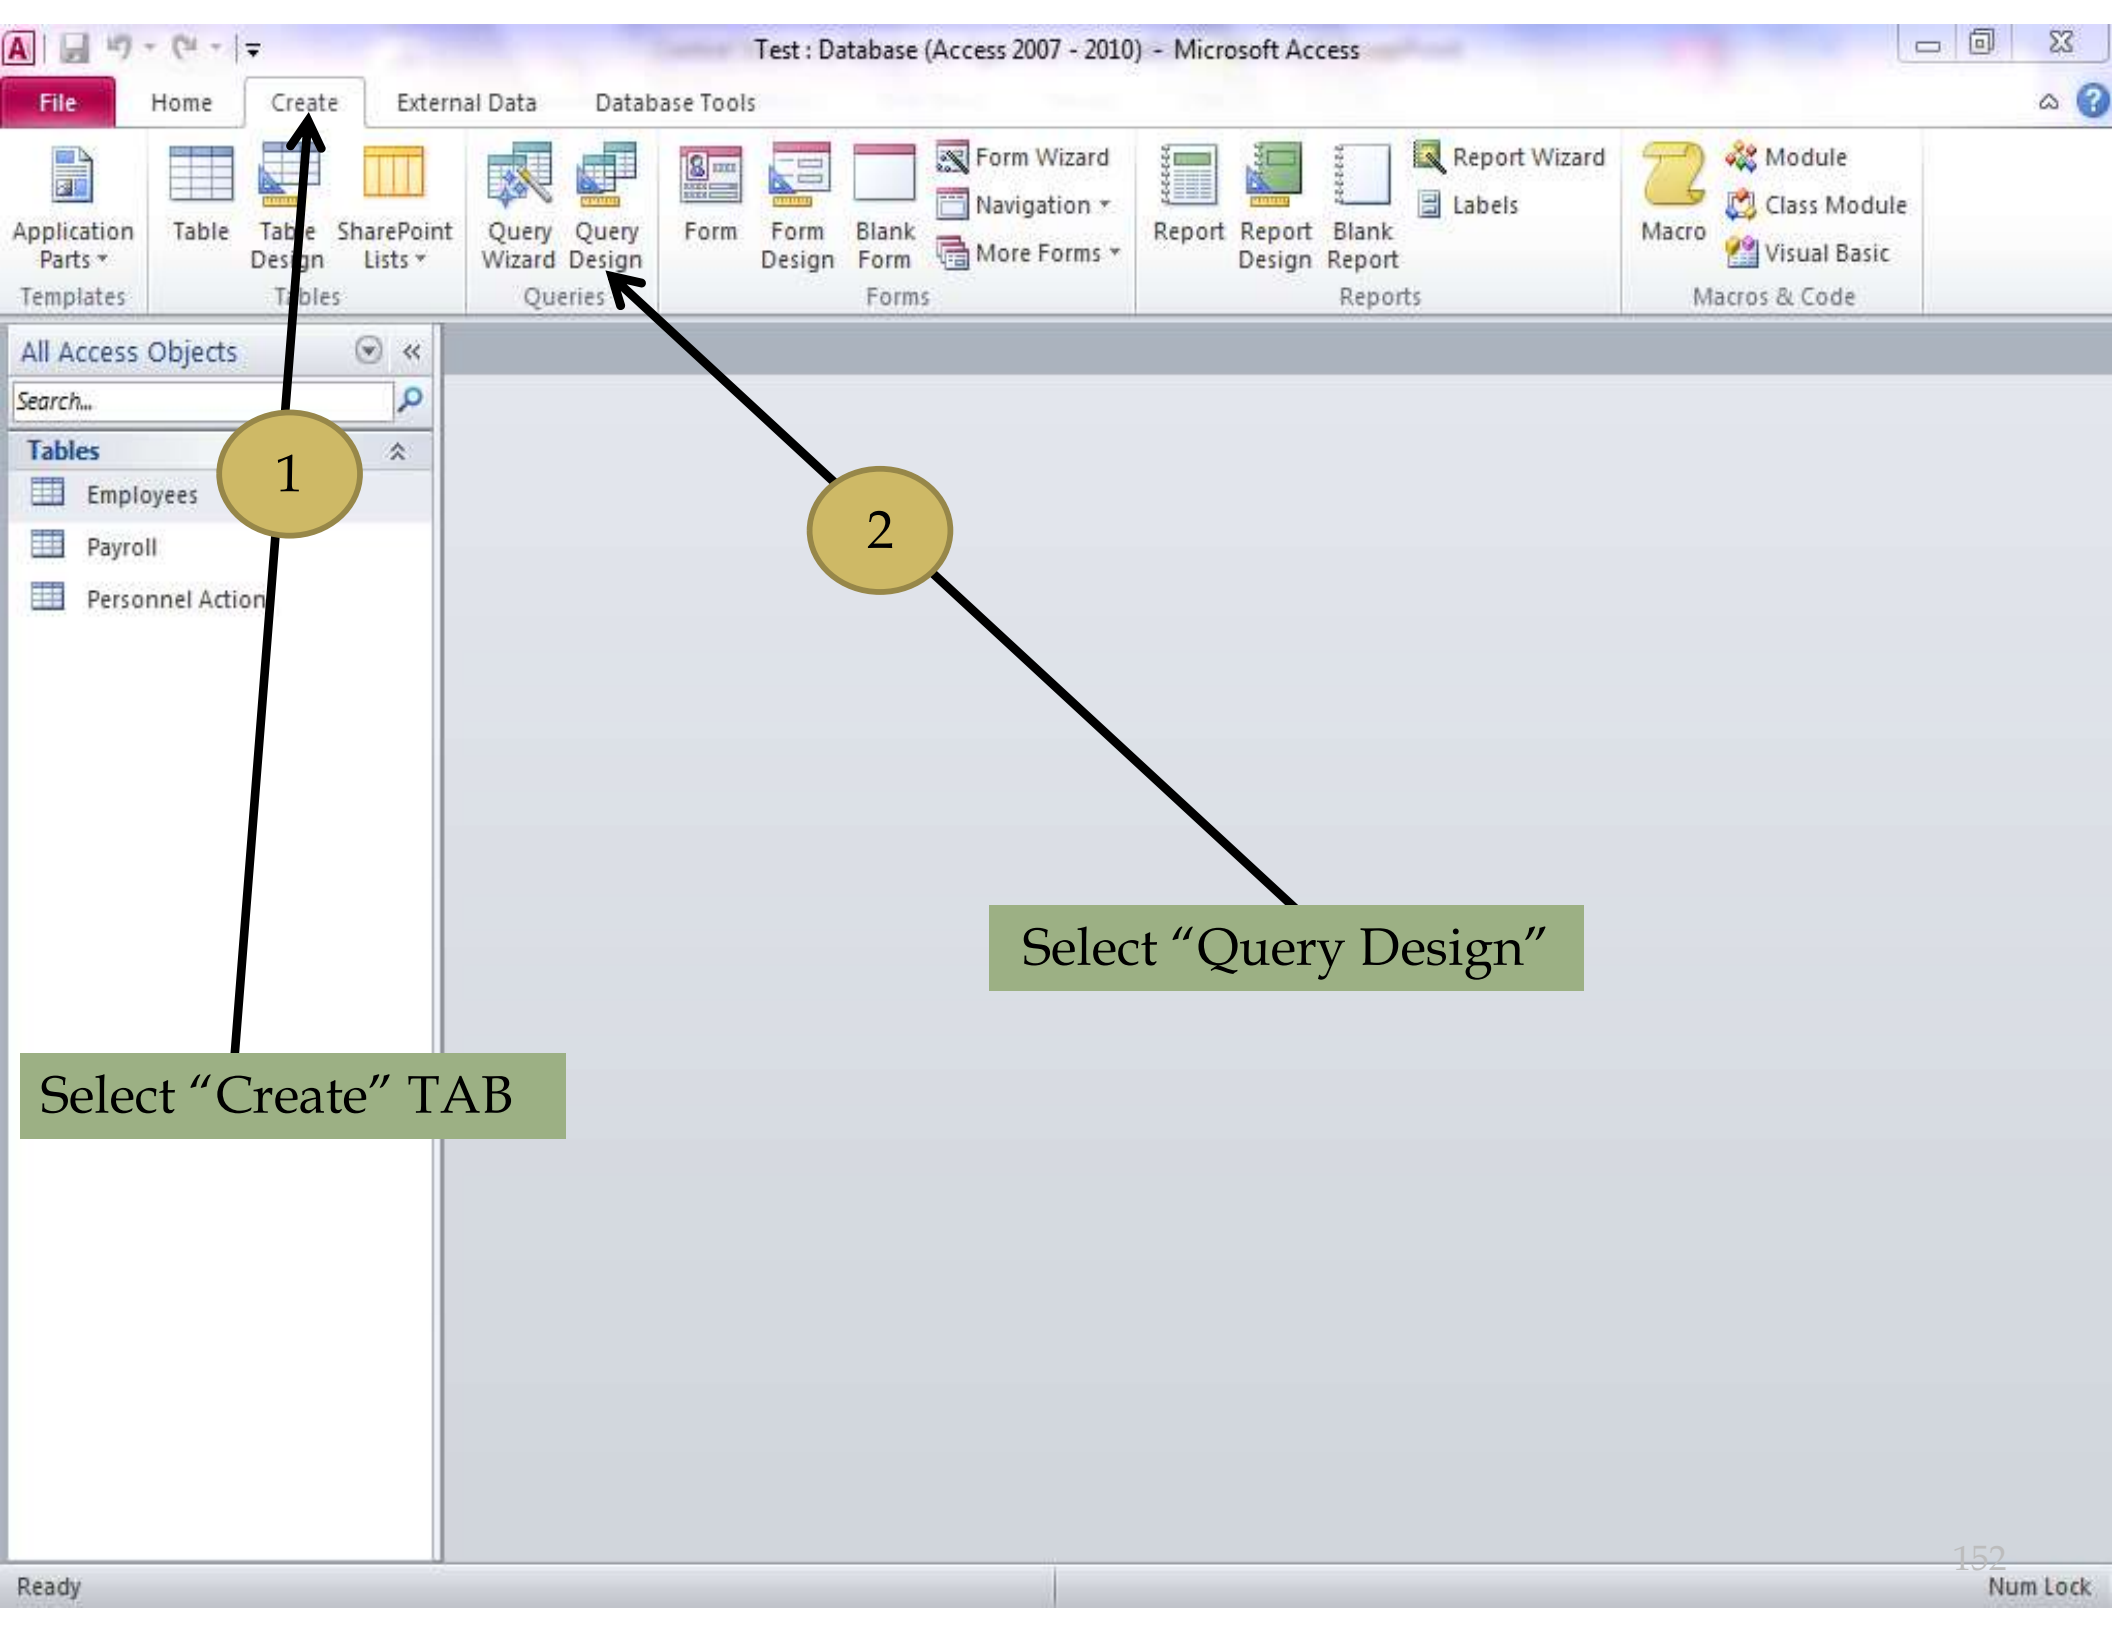 Test : Database (Access 2007 - 2010) - Microsoft Access
File Home Create External Data Database Tools
Application Parts
Table
Table Design
SharePoint Lists
Query Wizard
Query Design
Form
Form Design
Blank Form
Form Wizard
Navigation
More Forms
Report
Report Design
Blank Report
Report Wizard
Labels
Macro
Module
Class Module
Visual Basic
Templates Tables Queries Forms Reports Macros & Code
All Access Objects
Search...
Tables
Employees
Payroll
Personnel Action
1
2
Select “Query Design”
Select “Create” TAB
152
Ready
Num Lock